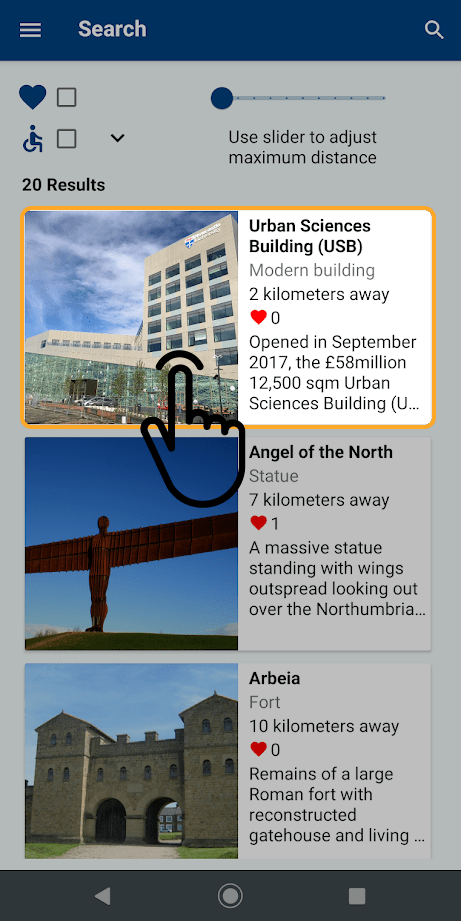 Search
Use slider to adjust
maximum distance
20 Results
Urban Sciences
Building (USB)
Modern building
2 kilometers away
0
Opened in September
2017, the £58million
12,500 sqm Urban
Sciences Building (U...
Angel of the North
Statue
7 kilometers away
1
A massive statue
standing with wings
outspread looking out
over the Northumbria...
Arbeia
Fort
10 kilometers away
0
Remains of a large
Roman fort with
reconstructed
gatehouse and living ...